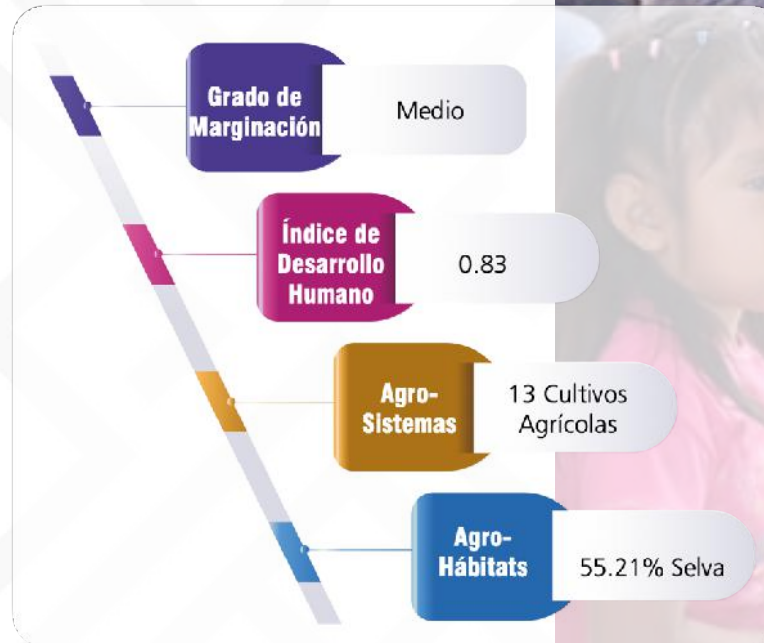 Grado de
Marginación
Medio
Índice de
Desarrollo
Humano
0.83
Agro-
Sistemas
13 Cultivos
Agrícolas
Agro-
Hábitats
55.21% Selva